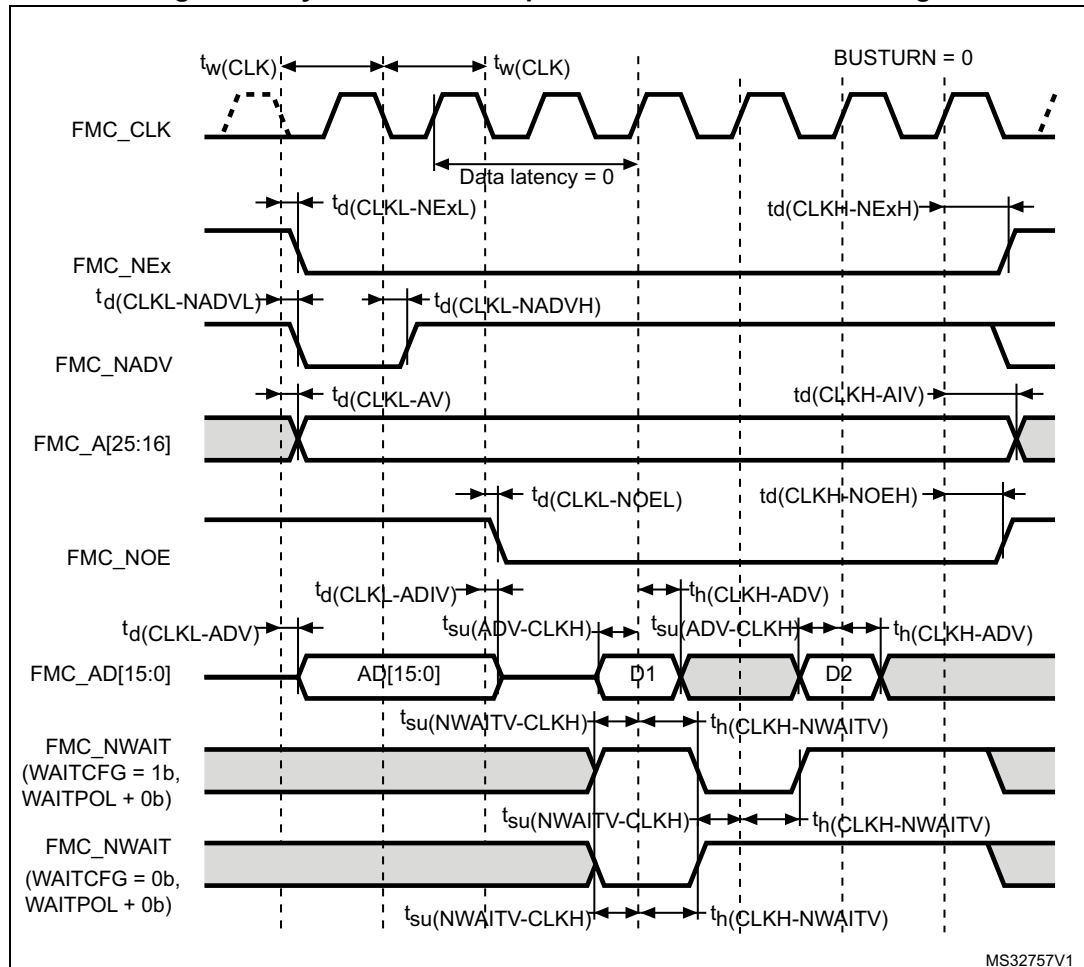 tw(CLK) tw(CLK) BUSTURN = 0
FMC_CLK
Data latency = 0
td(CLKL-NExL) td(CLKH-NExH)
FMC_NEx
td(CLKL-NADVL) td(CLKL-NADVH)
FMC_NADV
td(CLKL-AV) td(CLKH-AIV)
FMC_A[25:16]
td(CLKL-NOEL) td(CLKH-NOEH)
FMC_NOE
td(CLKL-ADIV) th(CLKH-ADV)
td(CLKL-ADV) tsu(ADV-CLKH) tsu(ADV-CLKH) th(CLKH-ADV)
FMC_AD[15:0] AD[15:0] D1 D2
tsu(NWAITV-CLKH) th(CLKH-NWAITV)
FMC_NWAIT
(WAITCFG = 1b,
WAITPOL + 0b)
tsu(NWAITV-CLKH) th(CLKH-NWAITV)
FMC_NWAIT
(WAITCFG = 0b,
WAITPOL + 0b)
tsu(NWAITV-CLKH) th(CLKH-NWAITV)
MS32757V1